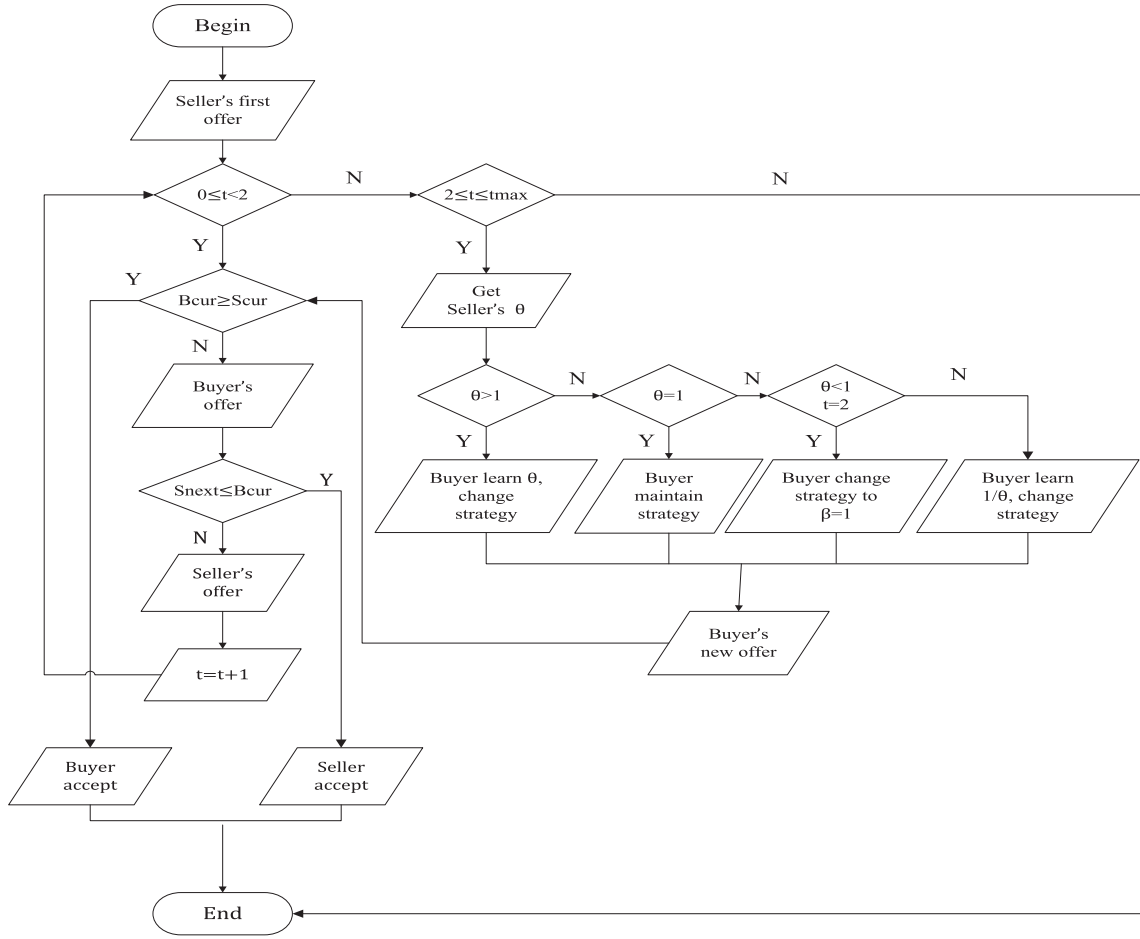 Begin
Seller's first
offer
0≤t<2
N
2≤t≤tmax
N
Y
Y
Y
Bcur≥Scur
Get
Seller's θ
N
Buyer's
offer
θ>1
N
θ=1
N
θ<1
t=2
N
Y
Y
Y
Snext≤Bcur
Y
Buyer learn θ,
change
strategy
Buyer
maintain
strategy
Buyer change
strategy to
β=1
Buyer learn
1/θ, change
strategy
N
Seller's
offer
Buyer's
new offer
t=t+1
Buyer
accept
Seller
accept
End